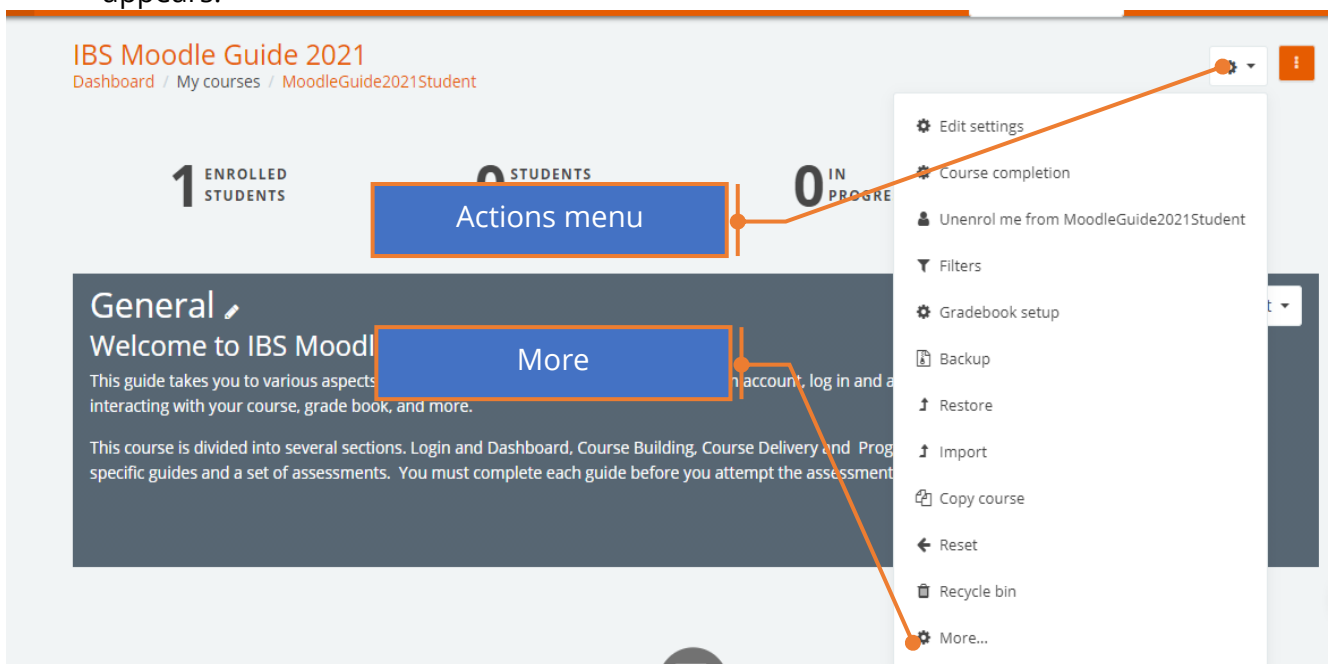 appears.
IBS Moodle Guide 2021
Dashboard / My courses / MoodleGuide2021Student
1 ENROLLED STUDENTS
0 STUDENTS
0 IN PROGRE
Actions menu
Edit settings
Course completion
Unenrol me from MoodleGuide2021Student
Filters
Gradebook setup
Backup
Restore
Import
Copy course
Reset
Recycle bin
More...
General
Welcome to IBS Moodl
More
This guide takes you to various aspects account, log in and a
interacting with your course, grade book, and more.
This course is divided into several sections. Login and Dashboard, Course Building, Course Delivery and Prog
specific guides and a set of assessments. You must complete each guide before you attempt the assessment